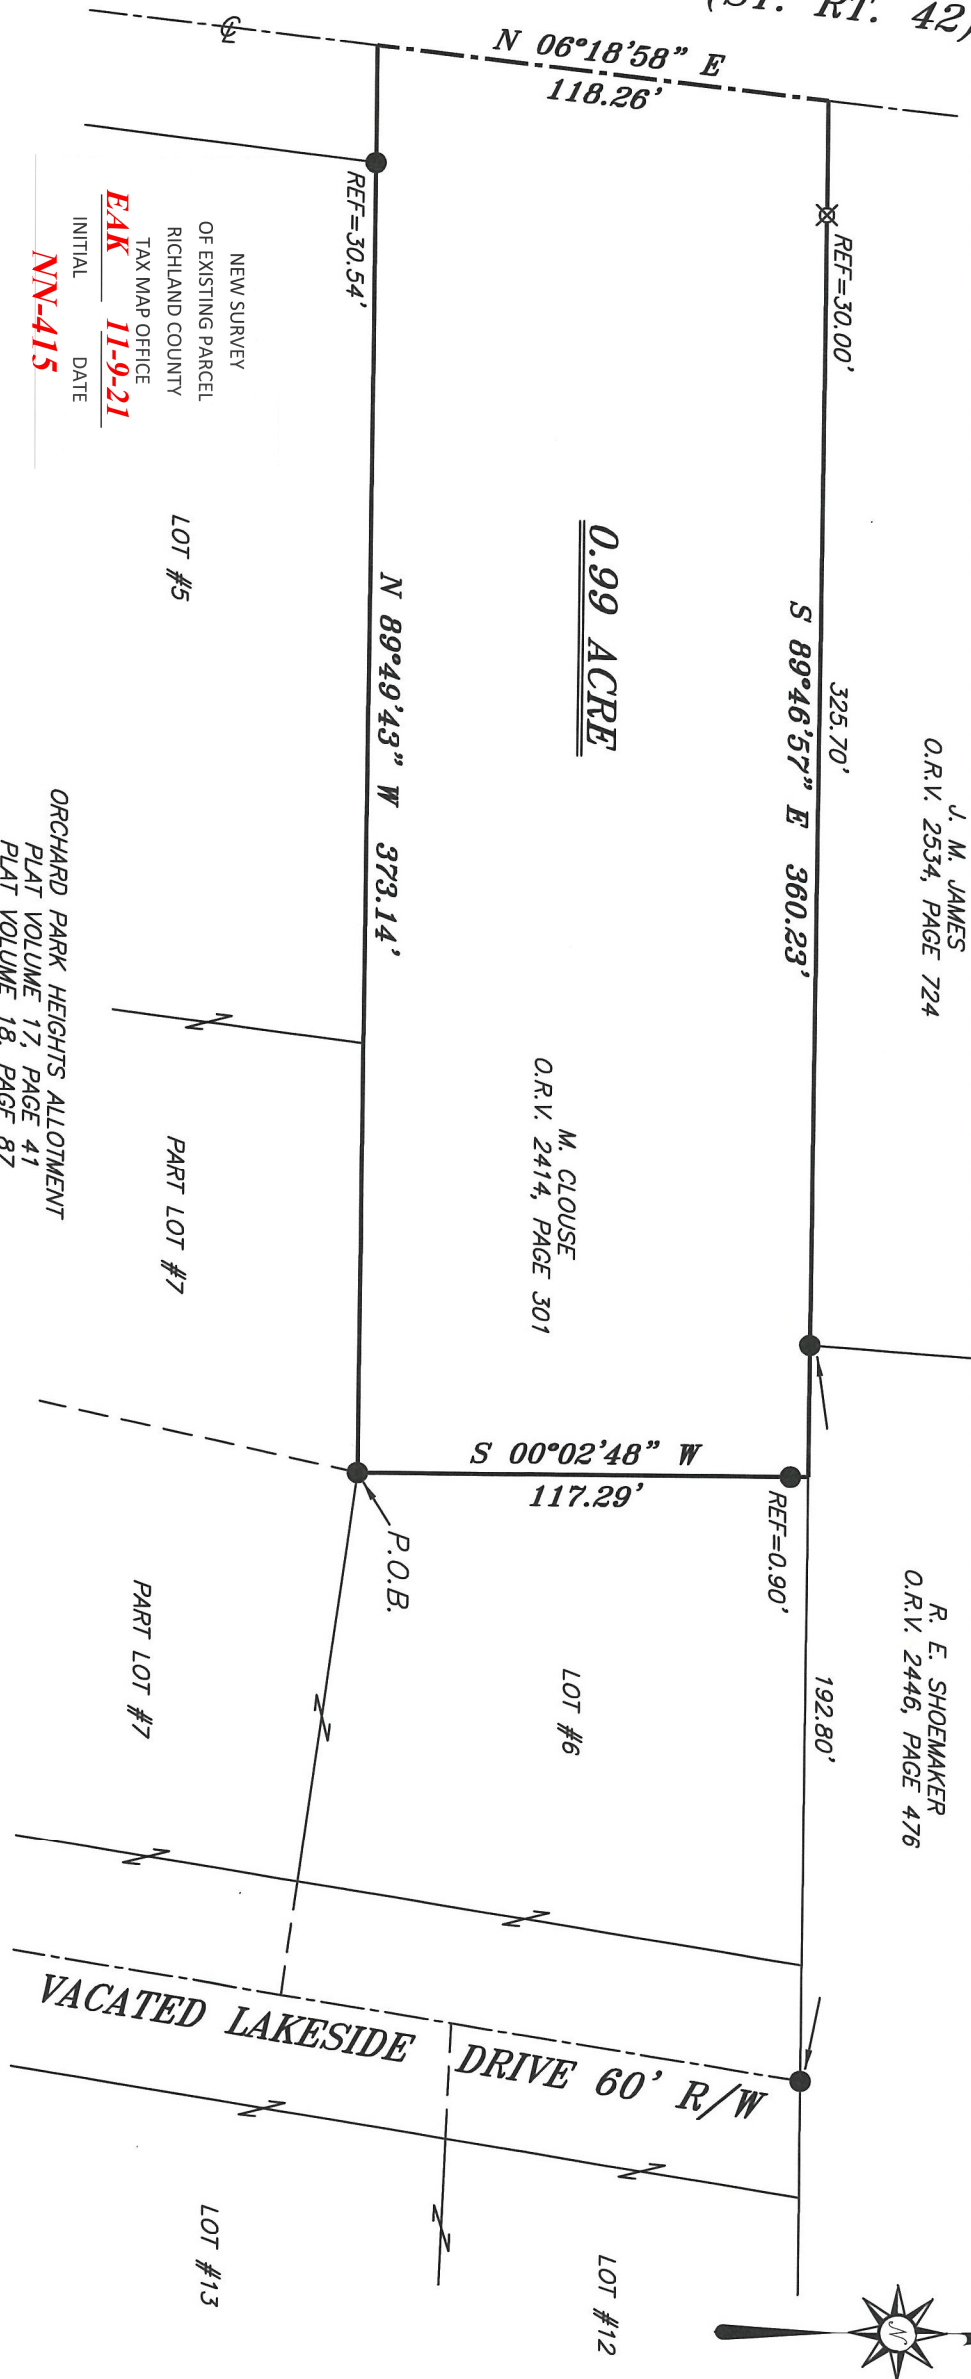 (ST. RT. 42)
N 06°18'58" E
118.26'
REF=30.54'
REF=30.00'
NEW SURVEY
OF EXISTING PARCEL
RICHLAND COUNTY
TAX MAP OFFICE
EAK 11-9-21
INITIAL DATE
NN-415
LOT #5
0.99 ACRE
N 89°49'43" W 373.14'
325.70'
S 89°46'57" E 360.23'
J. M. JAMES
O.R.V. 2534, PAGE 724
ORCHARD PARK HEIGHTS ALLOTMENT
PLAT VOLUME 17, PAGE 41
PLAT VOLUME 18, PAGE 87
PART LOT #7
M. CLOUSE
O.R.V. 2414, PAGE 301
S 00°02'48" W
117.29'
REF=0.90'
P.O.B.
PART LOT #7
LOT #6
192.80'
R. E. SHOEMAKER
O.R.V. 2446, PAGE 476
VACATED LAKESIDE DRIVE 60' R/W
LOT #13
LOT #12
N